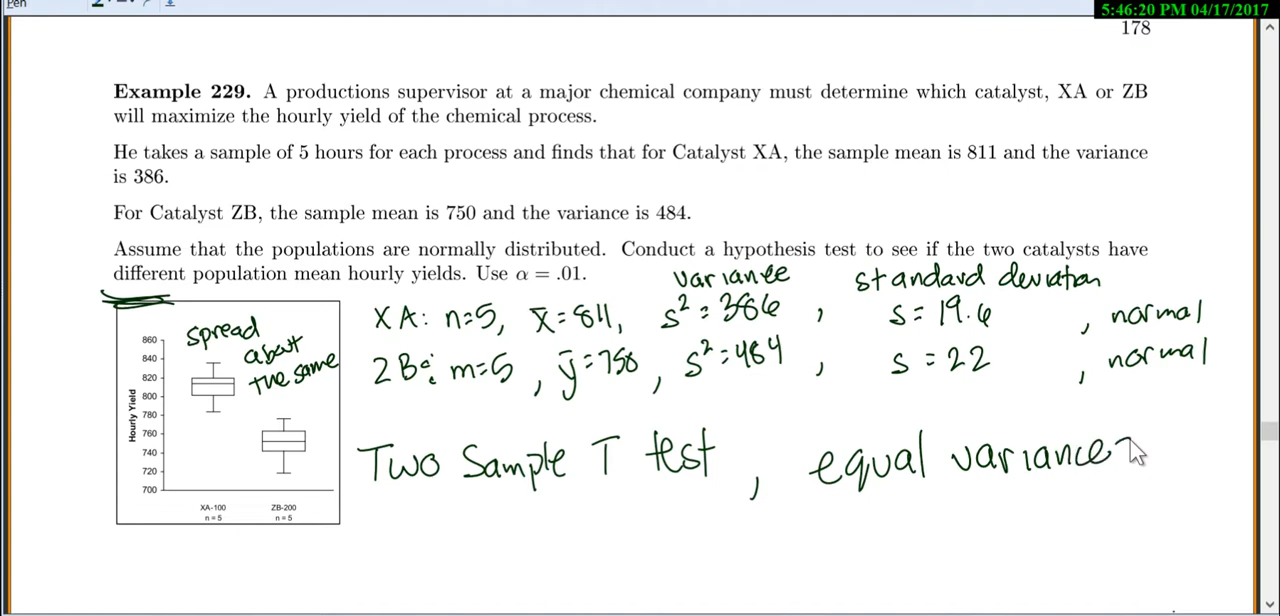 Pen
5:46:20 PM 04/17/2017
178
Example 229. A productions supervisor at a major chemical company must determine which catalyst, XA or ZB
will maximize the hourly yield of the chemical process.
He takes a sample of 5 hours for each process and finds that for Catalyst XA, the sample mean is 811 and the variance
is 386.
For Catalyst ZB, the sample mean is 750 and the variance is 484.
Assume that the populations are normally distributed. Conduct a hypothesis test to see if the two catalysts have
different population mean hourly yields. Use α = .01.
variance standard deviation
XA: n=5, x̄=811, s²=386, s=19.6, normal
ZB: m=5, ȳ=750, s²=484, s=22, normal
spread
about
the same
Two Sample T test, equal variance
Hourly Yield
860
840
820
800
780
760
740
720
700
XA-100 ZB-200
n = 5 n = 5